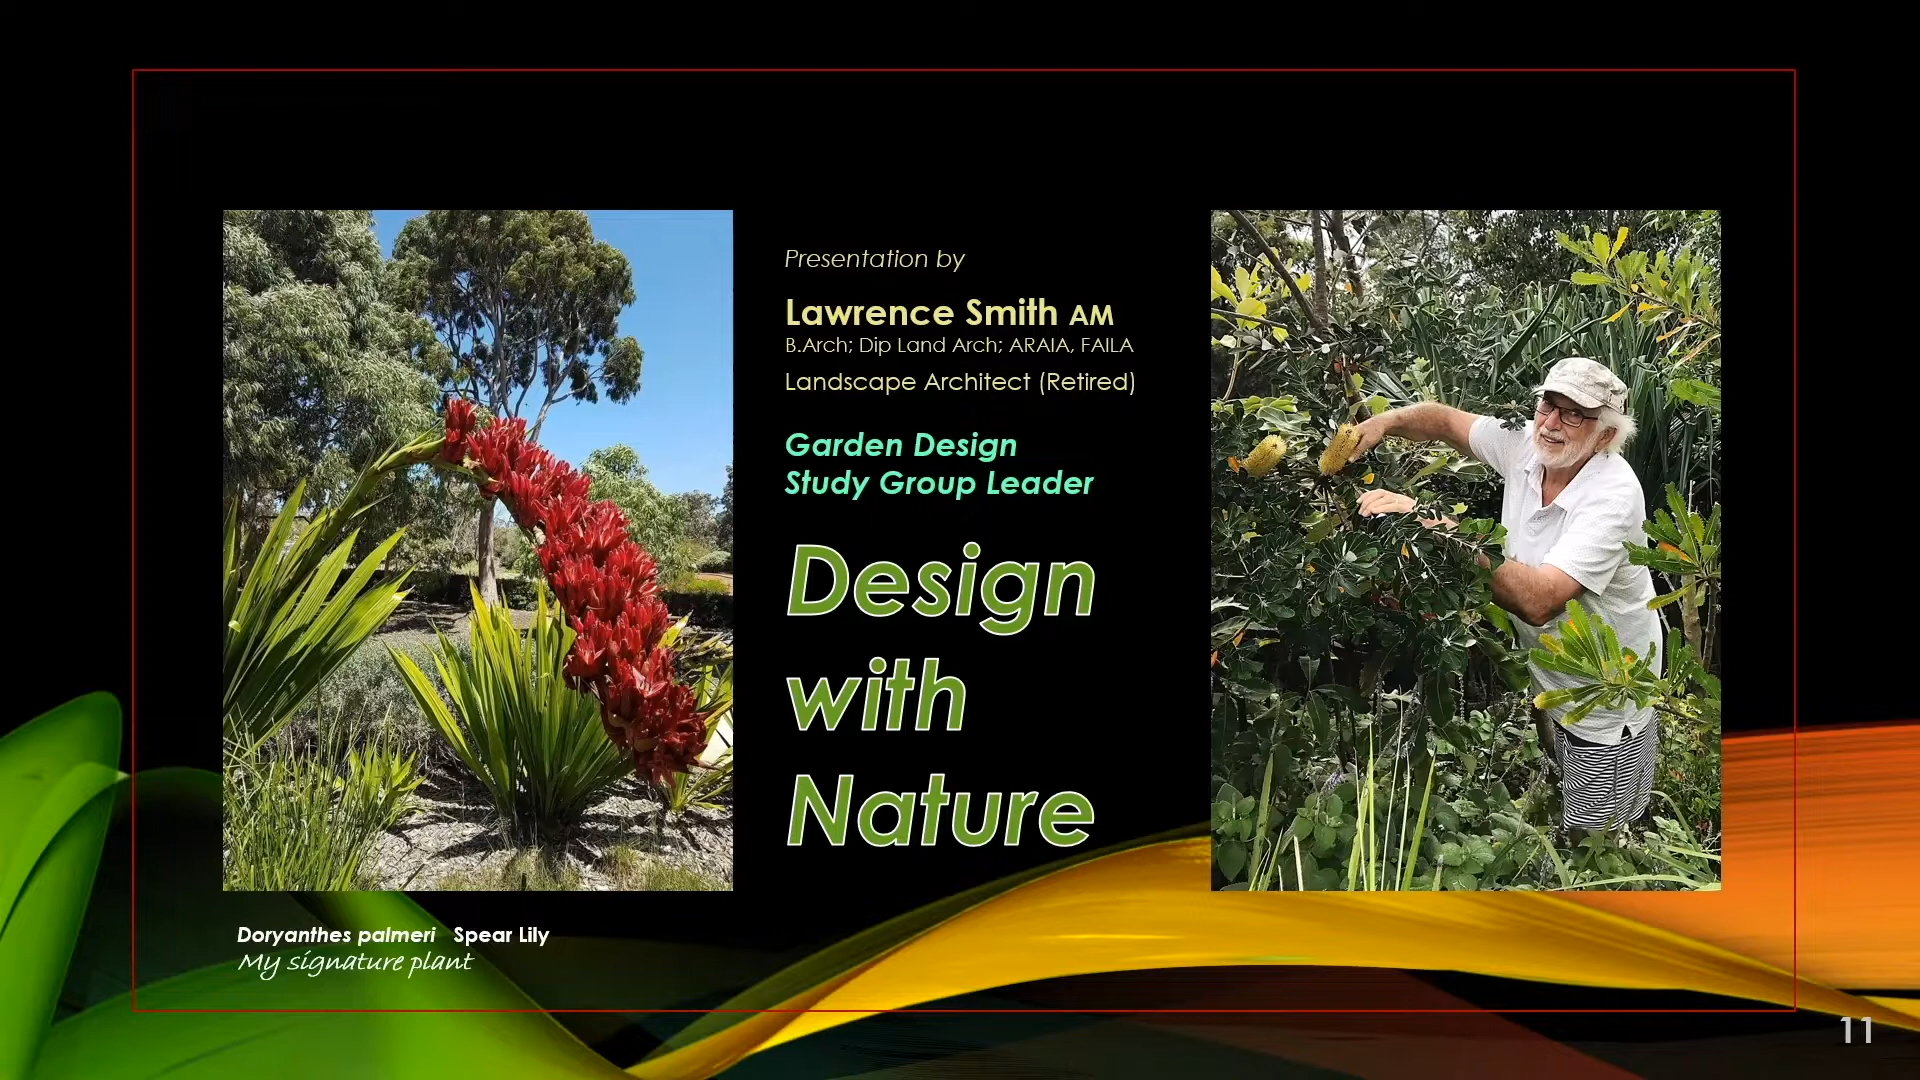 Presentation by
Lawrence Smith AM
B.Arch; Dip Land Arch; ARAIA, FAILA
Landscape Architect (Retired)
Garden Design
Study Group Leader
Design
with
Nature
Doryanthes palmeri Spear Lily
My signature plant
11